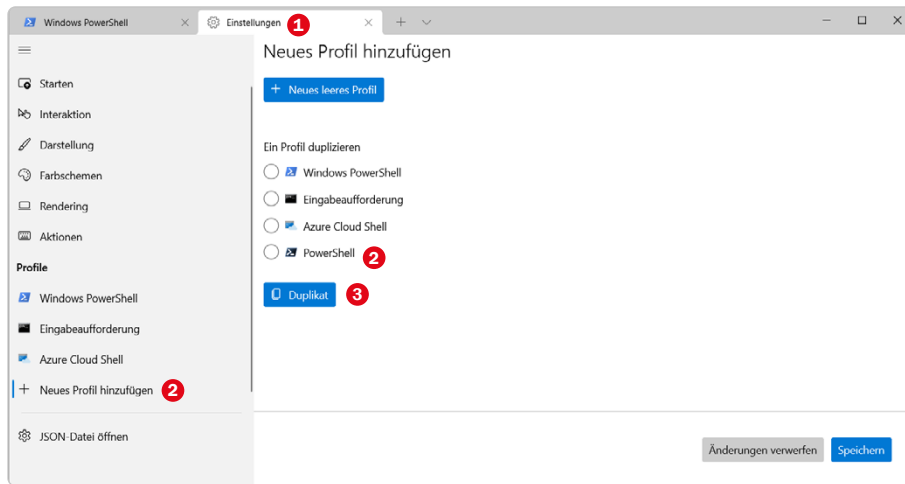 Windows PowerShell
Einstellungen 1
Neues Profil hinzufügen
Starten
Interaktion
Darstellung
Farbschemen
Rendering
Aktionen
Profile
Windows PowerShell
Eingabeaufforderung
Azure Cloud Shell
Neues Profil hinzufügen 2
JSON-Datei öffnen
+ Neues leeres Profil
Ein Profil duplizieren
Windows PowerShell
Eingabeaufforderung
Azure Cloud Shell
PowerShell 2
Duplikat 3
Änderungen verwerfen
Speichern